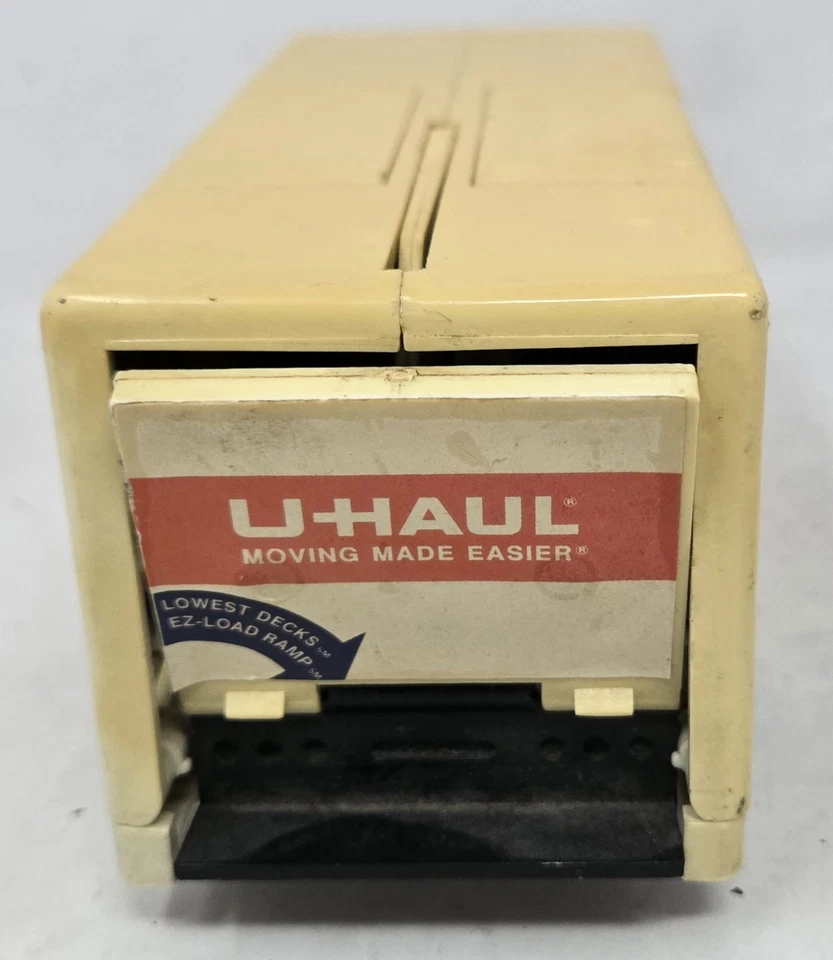 U-HAUL®
MOVING MADE EASIER®
LOWEST DECKS℠
EZ-LOAD RAMP℠